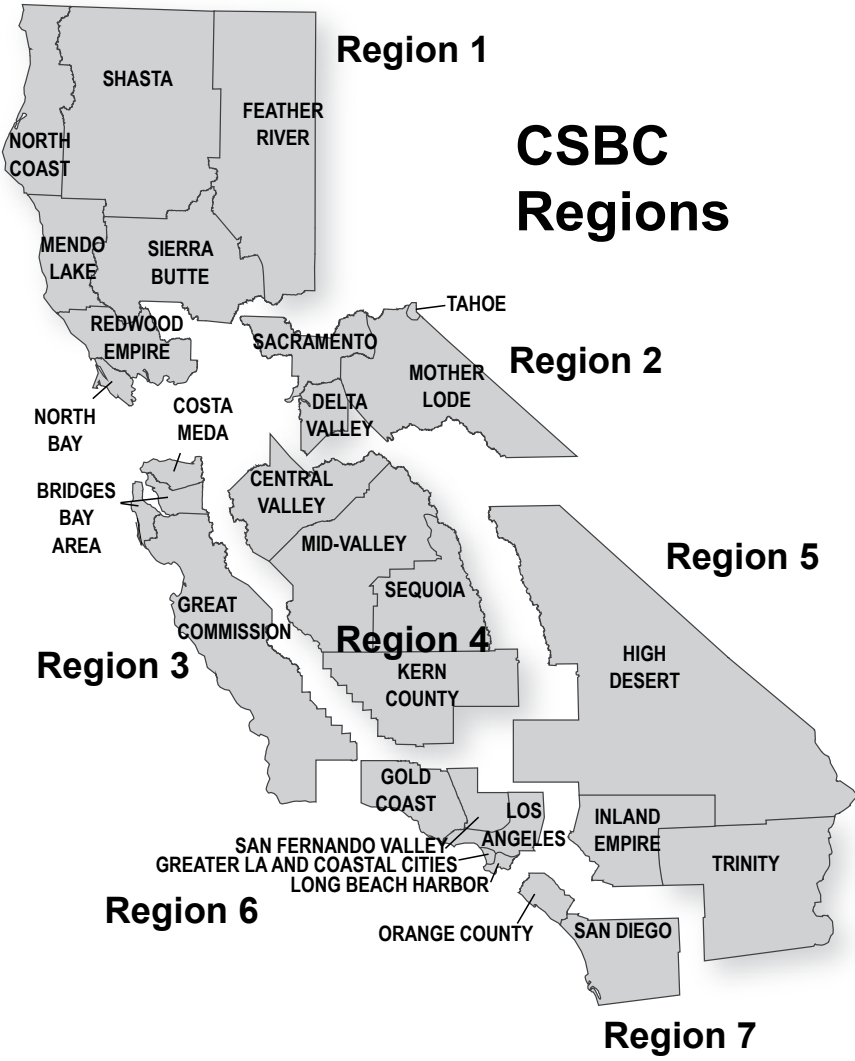 Region 1
SHASTA
FEATHER
RIVER
CSBC
Regions
NORTH
COAST
MENDO
LAKE
SIERRA
BUTTE
TAHOE
REDWOOD
EMPIRE
SACRAMENTO
Region 2
MOTHER
LODE
NORTH
BAY
COSTA
MEDA
DELTA
VALLEY
BRIDGES
BAY
AREA
CENTRAL
VALLEY
MID-VALLEY
Region 5
SEQUOIA
GREAT
COMMISSION
Region 4
Region 3
KERN
COUNTY
HIGH
DESERT
GOLD
COAST
LOS
ANGELES
INLAND
EMPIRE
TRINITY
SAN FERNANDO VALLEY
GREATER LA AND COASTAL CITIES
LONG BEACH HARBOR
Region 6
ORANGE COUNTY
SAN DIEGO
Region 7